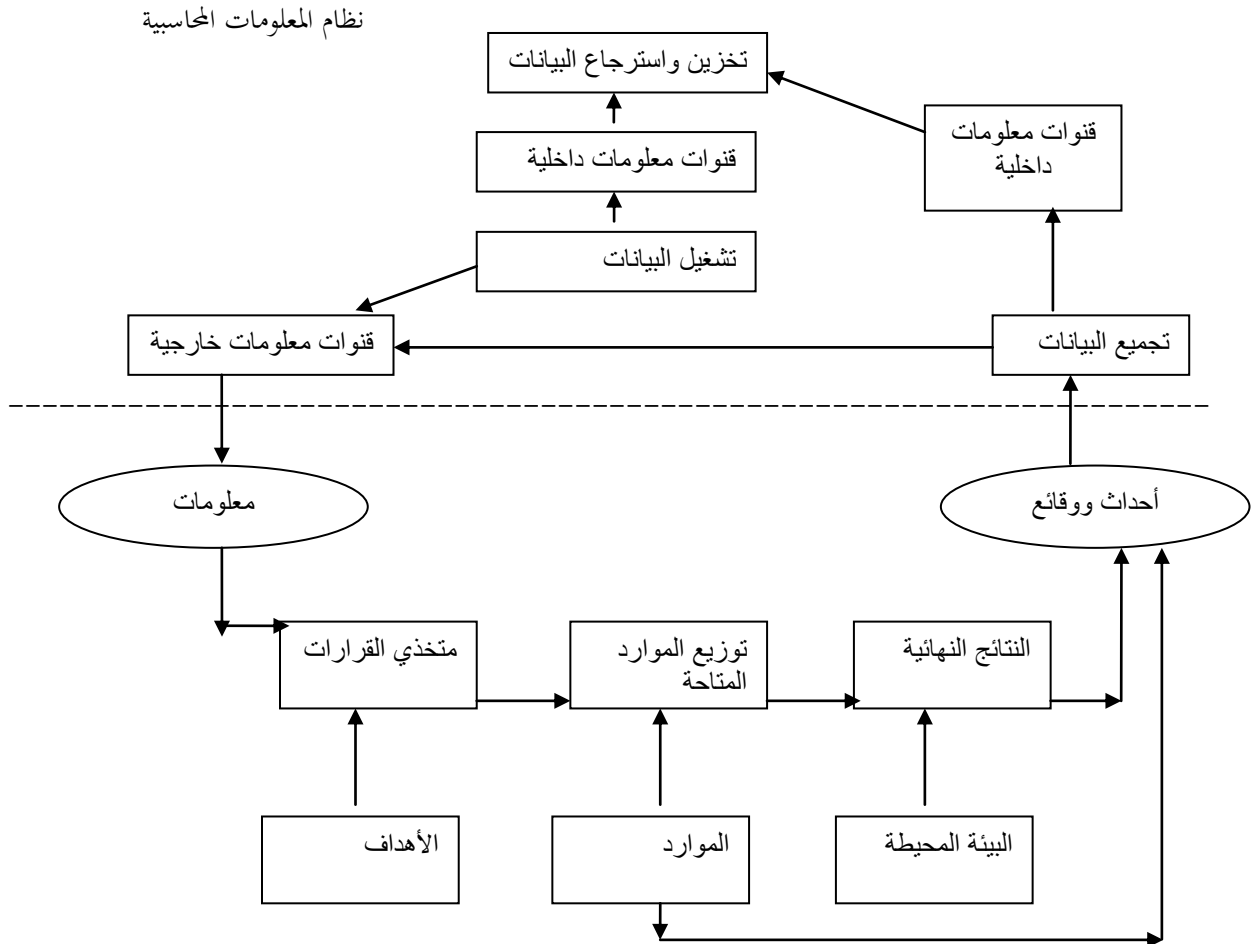 نظام المعلومات المحاسبية
تخزين واسترجاع البيانات
قنوات معلومات
داخلية
قنوات معلومات داخلية
تشغيل البيانات
تجميع البيانات
قنوات معلومات خارجية
أحداث ووقائع
معلومات
النتائج النهائية
توزيع الموارد
المتاحة
متخذي القرارات
البيئة المحيطة
الموارد
الأهداف